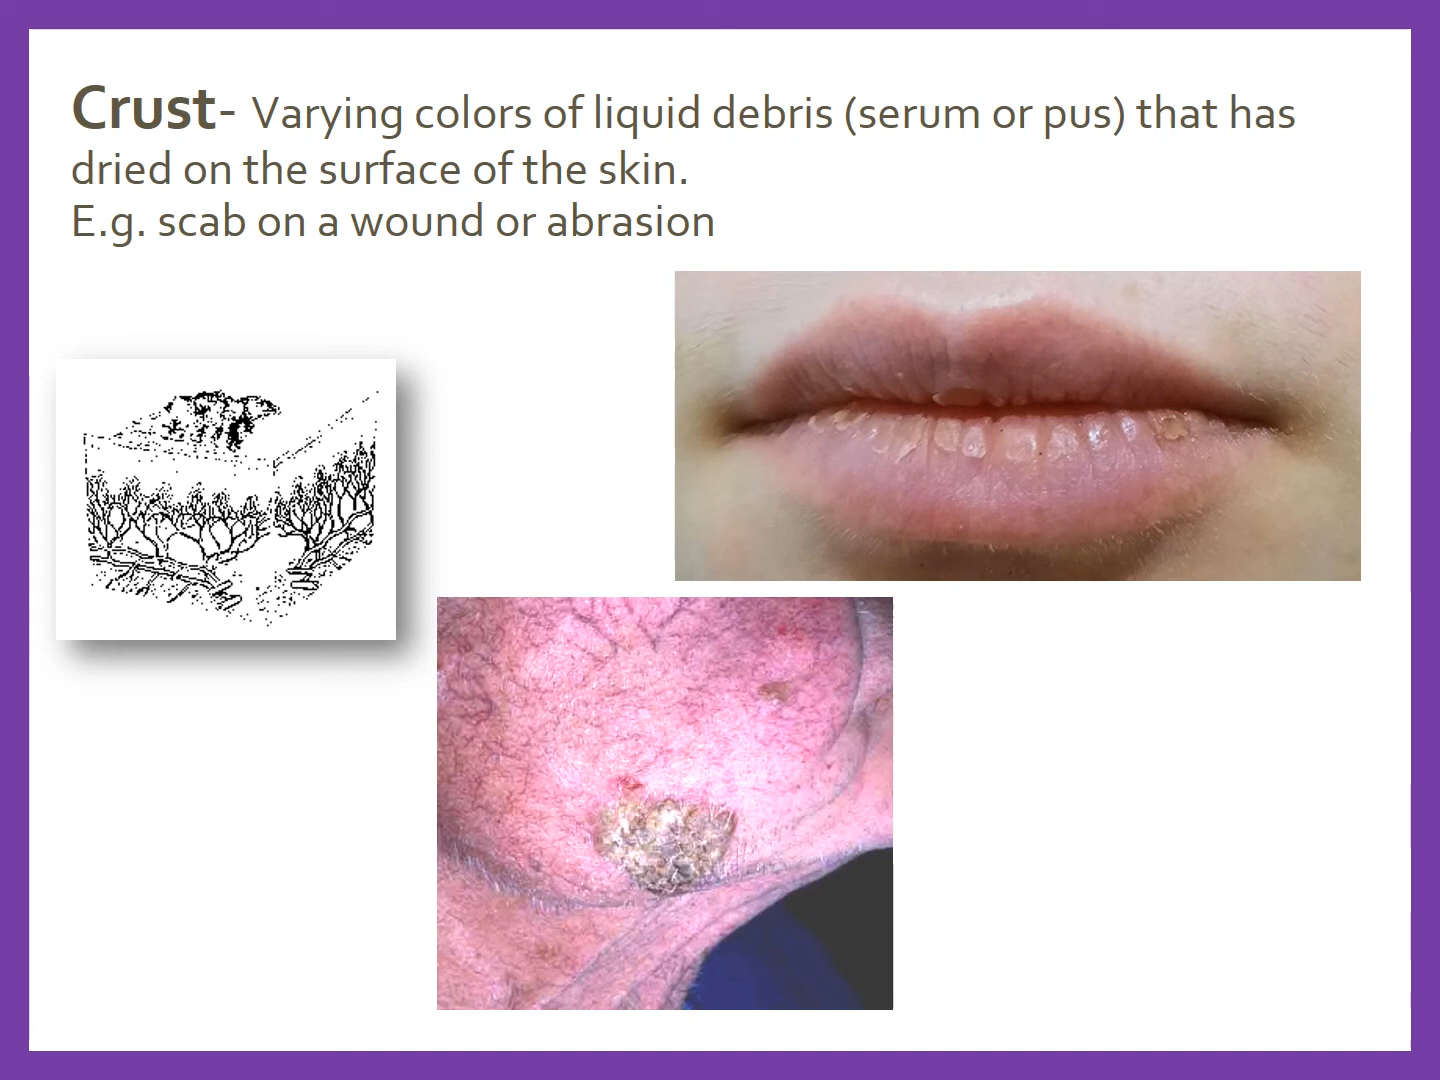 Crust- Varying colors of liquid debris (serum or pus) that has
dried on the surface of the skin.
E.g. scab on a wound or abrasion